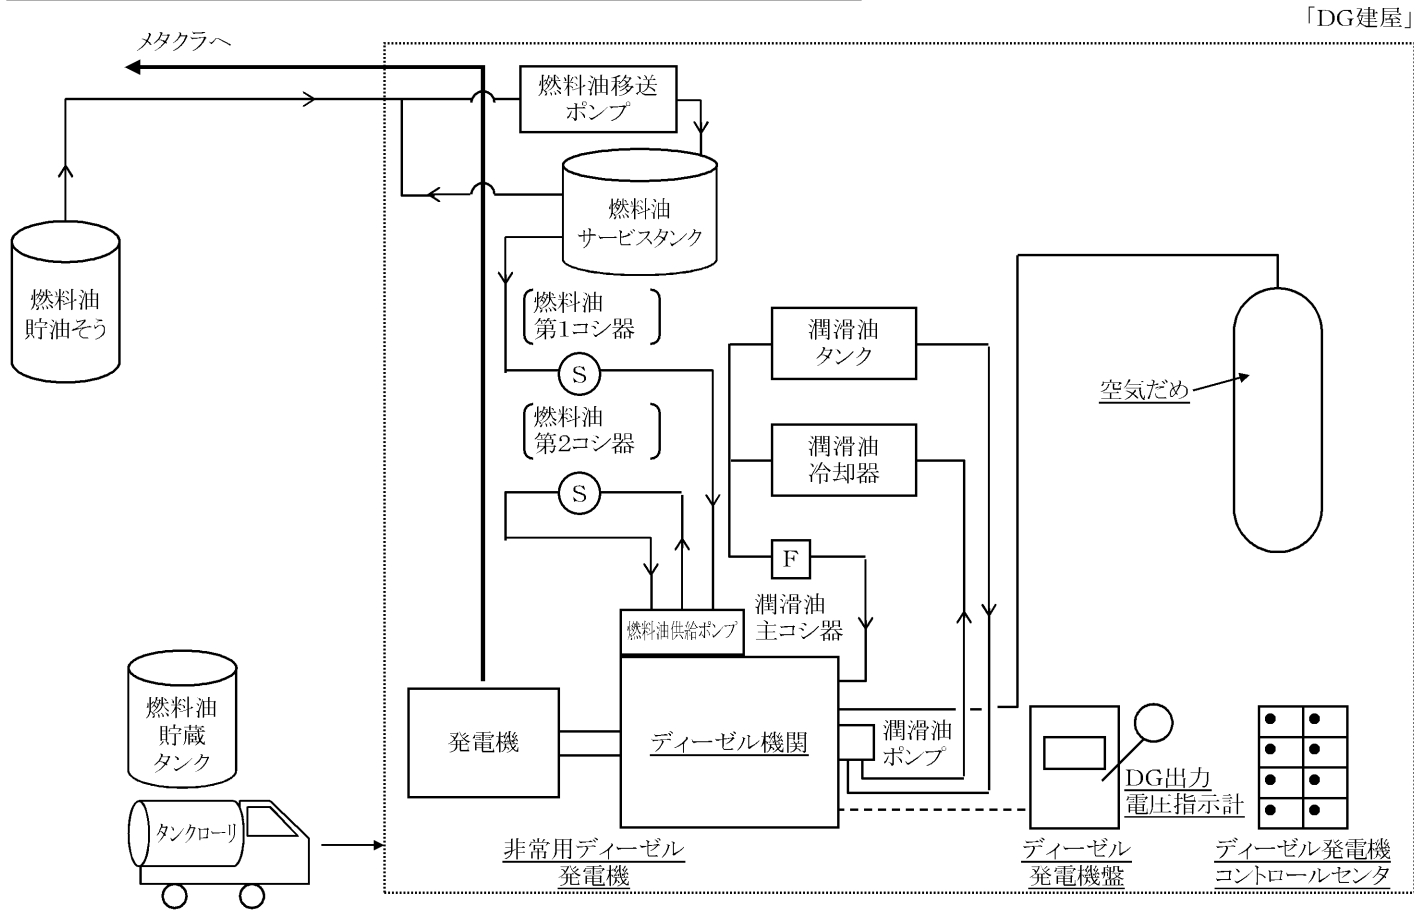 「DG建屋」
メタクラへ
燃料油移送
ポンプ
燃料油
サービスタンク
燃料油
貯油そう
燃料油
第1コシ器
S
燃料油
第2コシ器
S
潤滑油
タンク
潤滑油
冷却器
F
潤滑油
主コシ器
空気だめ
燃料油供給ポンプ
燃料油
貯蔵
タンク
発電機
ディーゼル機関
潤滑油
ポンプ
DG出力
電圧指示計
タンクローリ
非常用ディーゼル
発電機
ディーゼル
発電機盤
ディーゼル発電機
コントロールセンタ